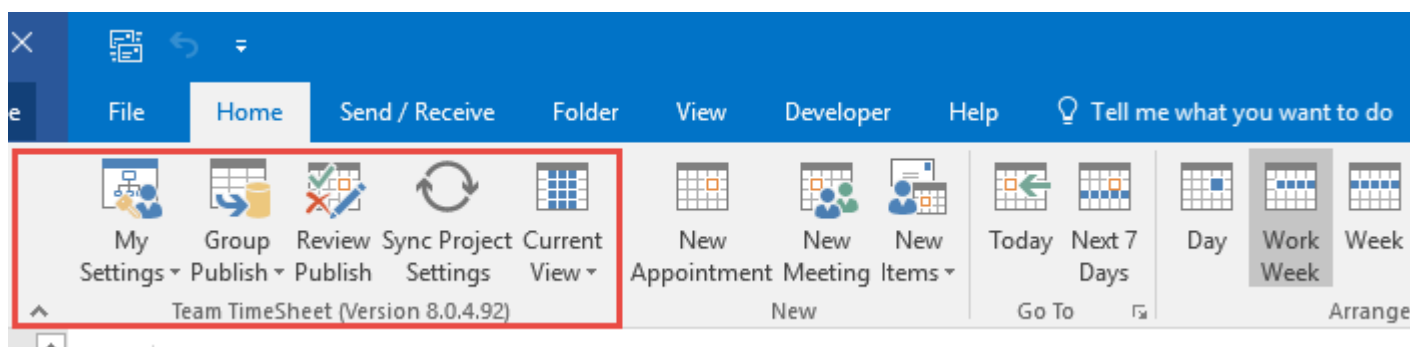 e File Home Send / Receive Folder View Developer Help Tell me what you want to do
My Settings Group Publish Review Publish Sync Project Settings Current View New Appointment New Meeting New Items Today Next 7 Days Day Work Week Week
Team TimeSheet (Version 8.0.4.92) New Go To Arrange